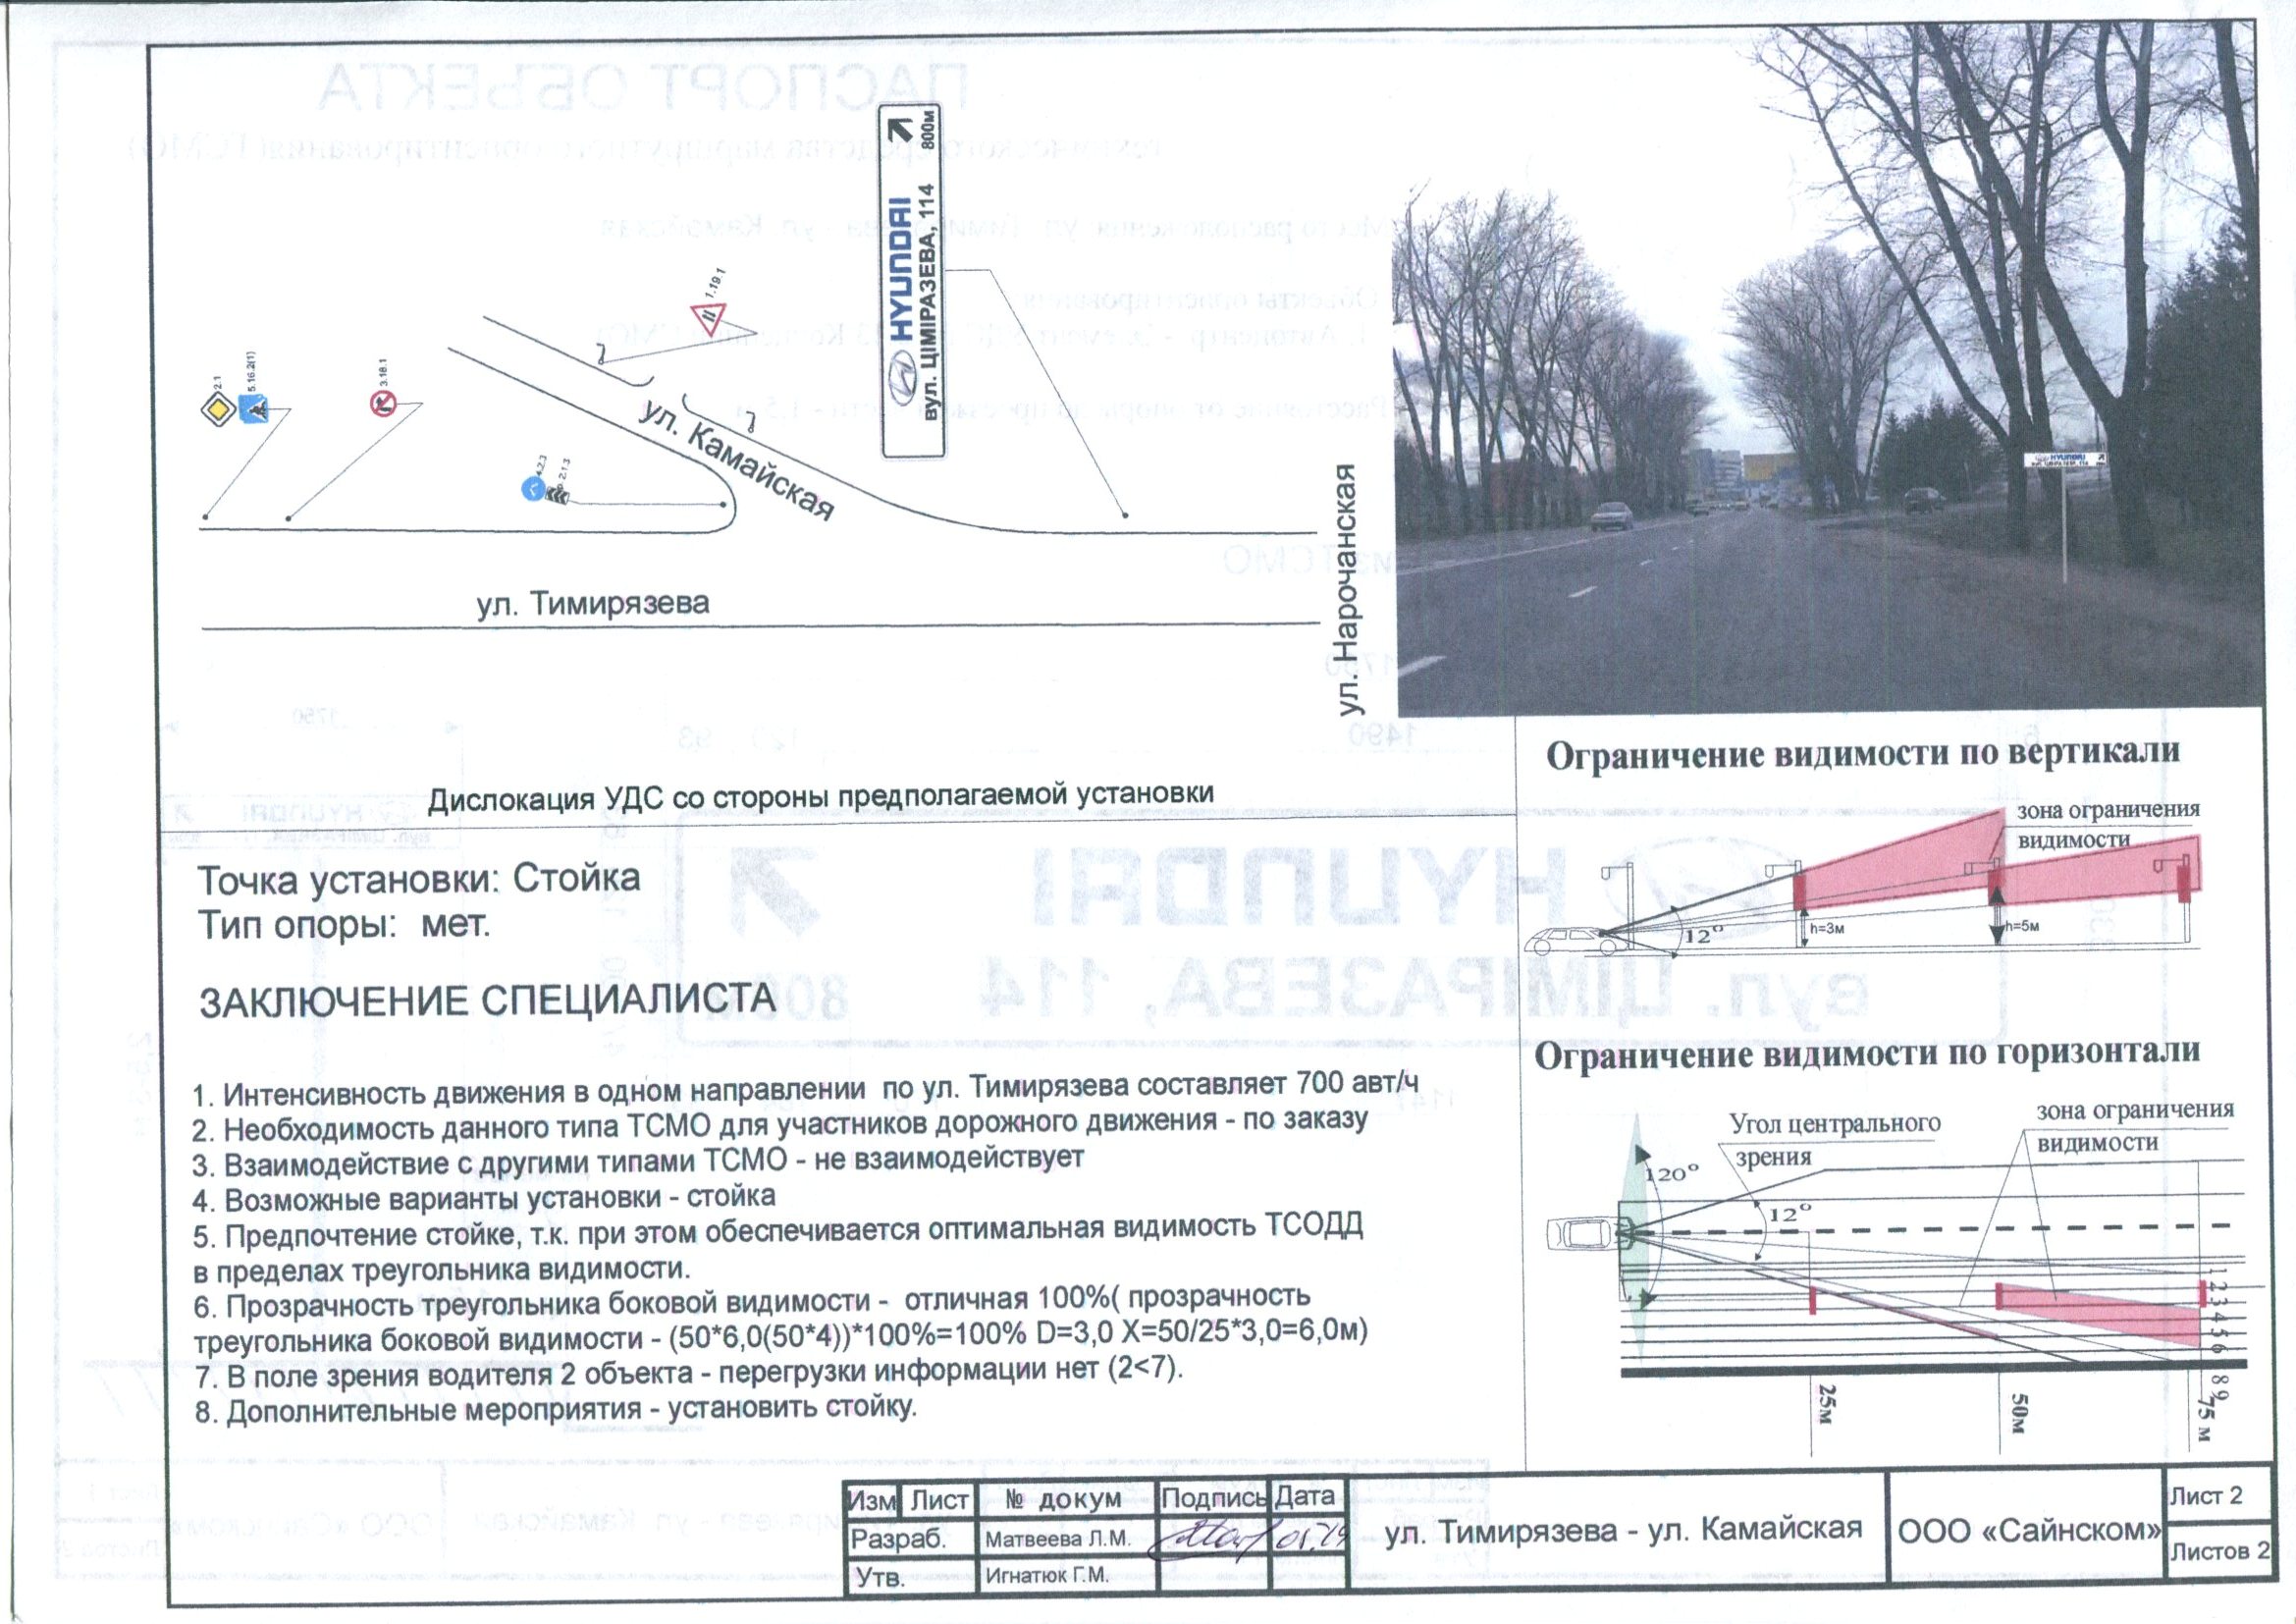 HYUNDAI
вул. ЦІМІРАЗЕВА, 114
800м
1.19.1
2.1
5.16.2(1)
3.18.1
4.2.3
ул. Камайская
ул. Тимирязева
ул. Нарочанская
HYUNDAI
Дислокация УДС со стороны предполагаемой установки
Точка установки: Стойка
Тип опоры: мет.
ЗАКЛЮЧЕНИЕ СПЕЦИАЛИСТА
1. Интенсивность движения в одном направлении по ул. Тимирязева составляет 700 авт/ч
2. Необходимость данного типа ТСМО для участников дорожного движения - по заказу
3. Взаимодействие с другими типами ТСМО - не взаимодействует
4. Возможные варианты установки - стойка
5. Предпочтение стойке, т.к. при этом обеспечивается оптимальная видимость ТСОДД
в пределах треугольника видимости.
6. Прозрачность треугольника боковой видимости - отличная 100%( прозрачность
треугольника боковой видимости - (50*6,0(50*4))*100%=100% D=3,0 X=50/25*3,0=6,0м)
7. В поле зрения водителя 2 объекта - перегрузки информации нет (2<7).
8. Дополнительные мероприятия - установить стойку.
Ограничение видимости по вертикали
зона ограничения
видимости
12°
h=3м
h=5м
Ограничение видимости по горизонтали
Угол центрального
зрения
зона ограничения
видимости
120°
12°
1 2 3 4 5 6 8 9
25м
50м
75 м
Изм Лист № докум Подпись Дата
Разраб. Матвеева Л.М.
Утв. Игнатюк Г.М.
ул. Тимирязева - ул. Камайская
ООО «Сайнском»
Лист 2
Листов 2